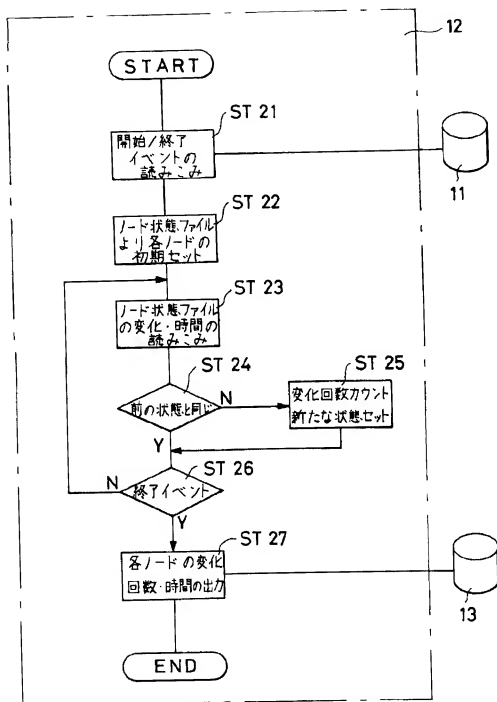 12
START
ST 21
開始/終了
イベントの
読みこみ
11
ST 22
ノード状態ファイル
より各ノードの
初期セット
ST 23
ノード状態ファイル
の変化・時間の
読みこみ
ST 24
前の状態と同じ
N
Y
ST 25
変化回数カウント
新たな状態セット
ST 26
終了イベント
N
Y
ST 27
各ノードの変化
回数・時間の出力
13
END